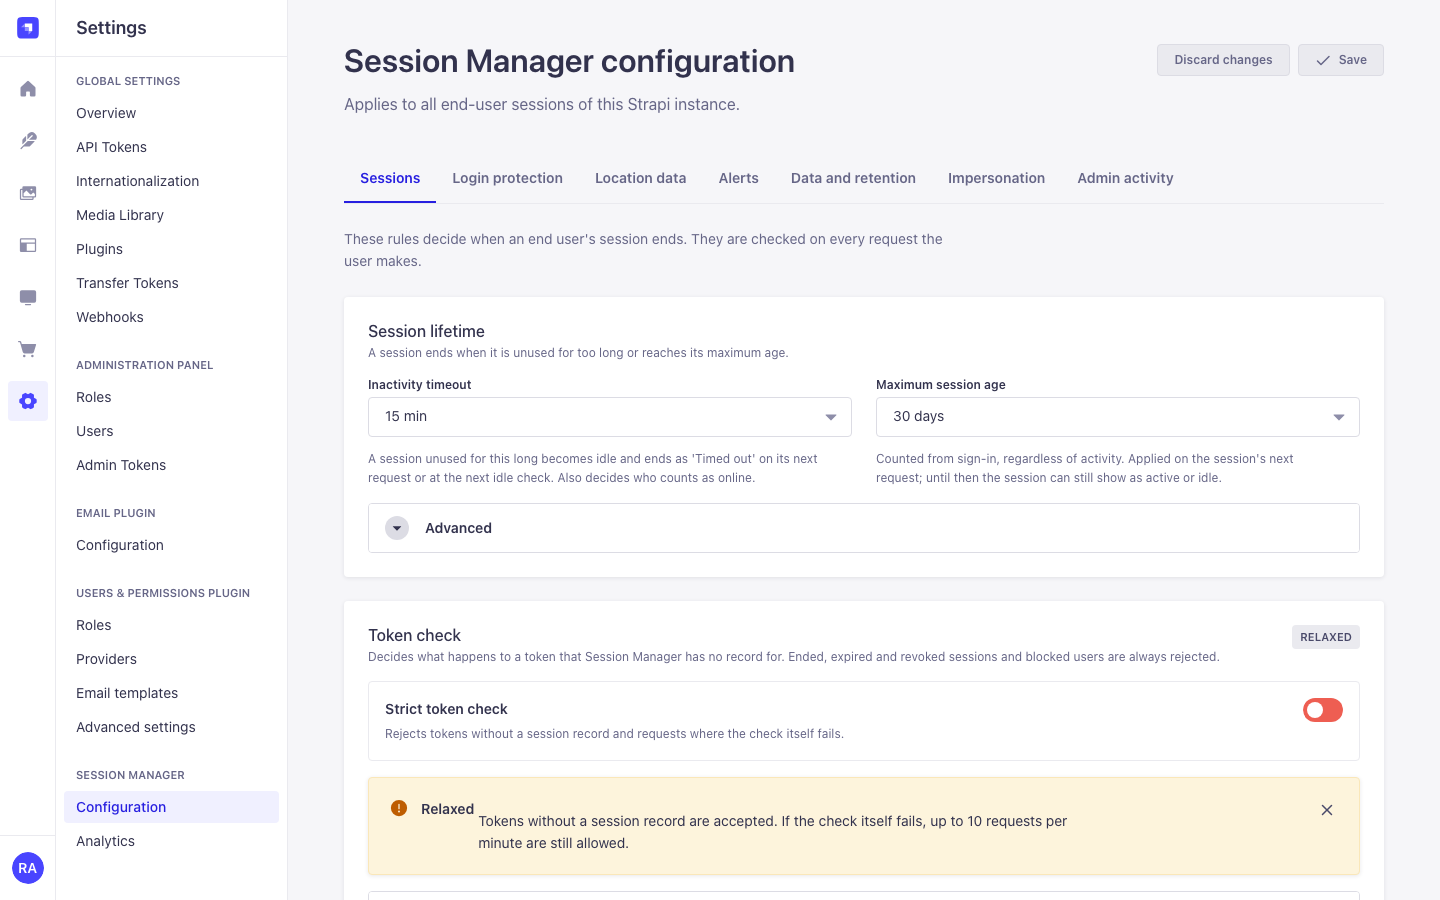 Settings
GLOBAL SETTINGS
Overview
API Tokens
Internationalization
Media Library
Plugins
Transfer Tokens
Webhooks
ADMINISTRATION PANEL
Roles
Users
Admin Tokens
EMAIL PLUGIN
Configuration
USERS & PERMISSIONS PLUGIN
Roles
Providers
Email templates
Advanced settings
SESSION MANAGER
Configuration
Analytics
RA
Session Manager configuration
Discard changes
Save
Applies to all end-user sessions of this Strapi instance.
Sessions
Login protection
Location data
Alerts
Data and retention
Impersonation
Admin activity
These rules decide when an end user's session ends. They are checked on every request the
user makes.
Session lifetime
A session ends when it is unused for too long or reaches its maximum age.
Inactivity timeout
15 min
A session unused for this long becomes idle and ends as 'Timed out' on its next
request or at the next idle check. Also decides who counts as online.
Maximum session age
30 days
Counted from sign-in, regardless of activity. Applied on the session's next
request; until then the session can still show as active or idle.
Advanced
Token check
RELAXED
Decides what happens to a token that Session Manager has no record for. Ended, expired and revoked sessions and blocked users are always rejected.
Strict token check
Rejects tokens without a session record and requests where the check itself fails.
Relaxed
Tokens without a session record are accepted. If the check itself fails, up to 10 requests per
minute are still allowed.